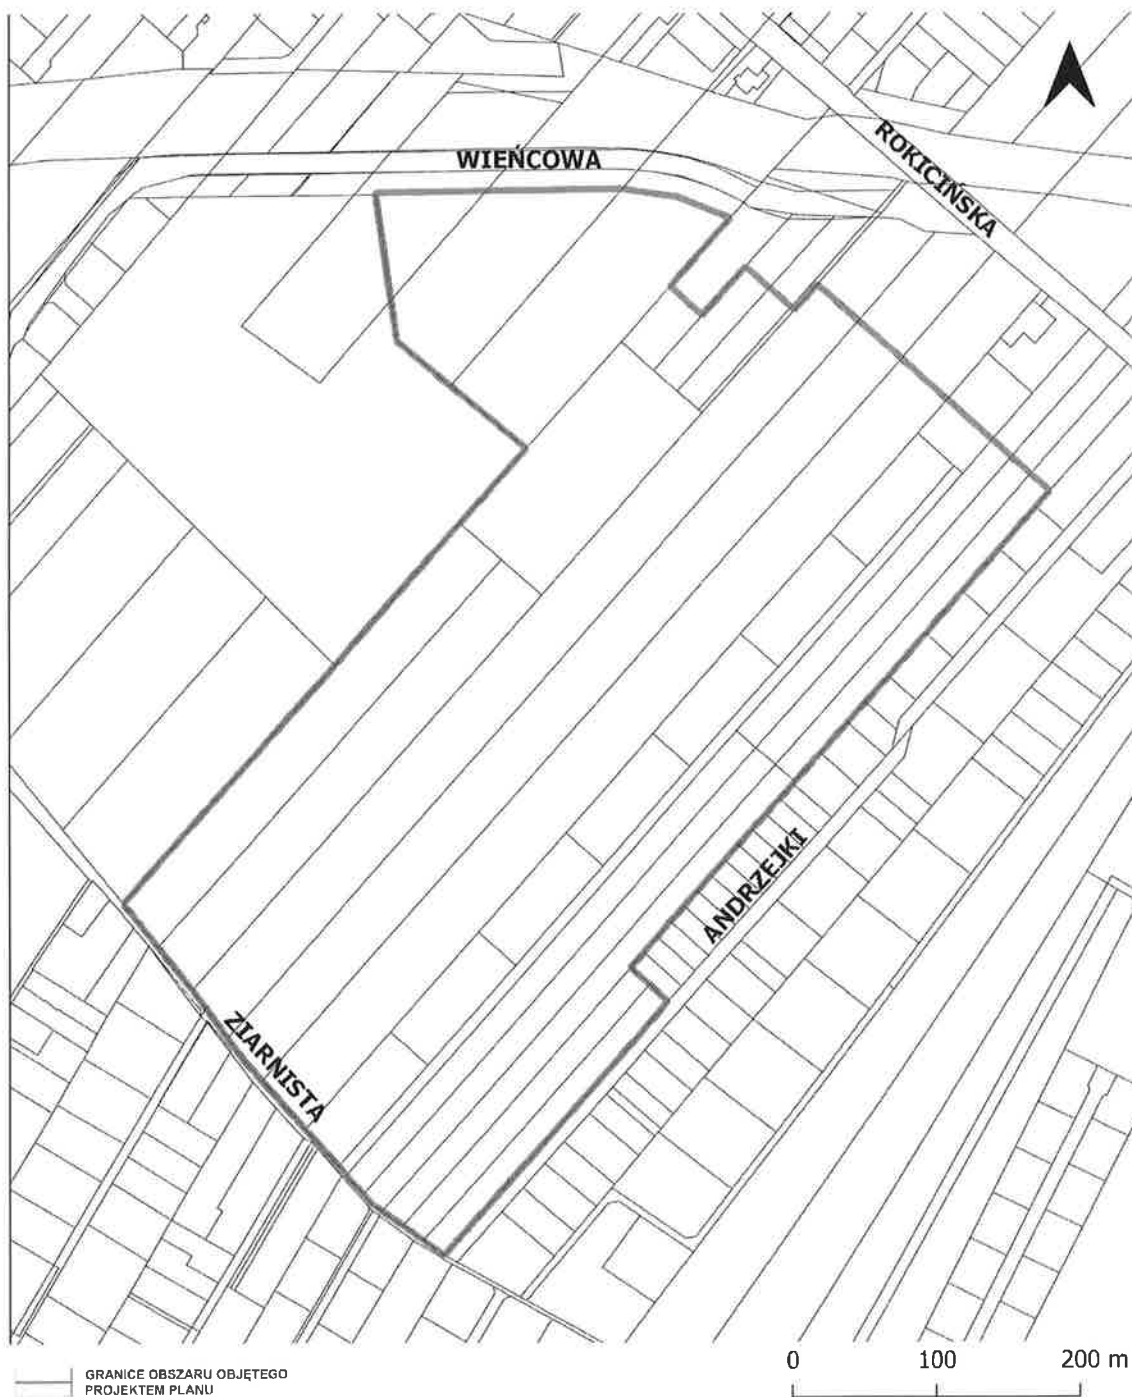 WIEŃCOWA
ROKICIŃSKA
ANDRZEJKI
ZIARNISTA
GRANICE OBSZARU OBJĘTEGO
PROJEKTEM PLANU
0 100 200 m